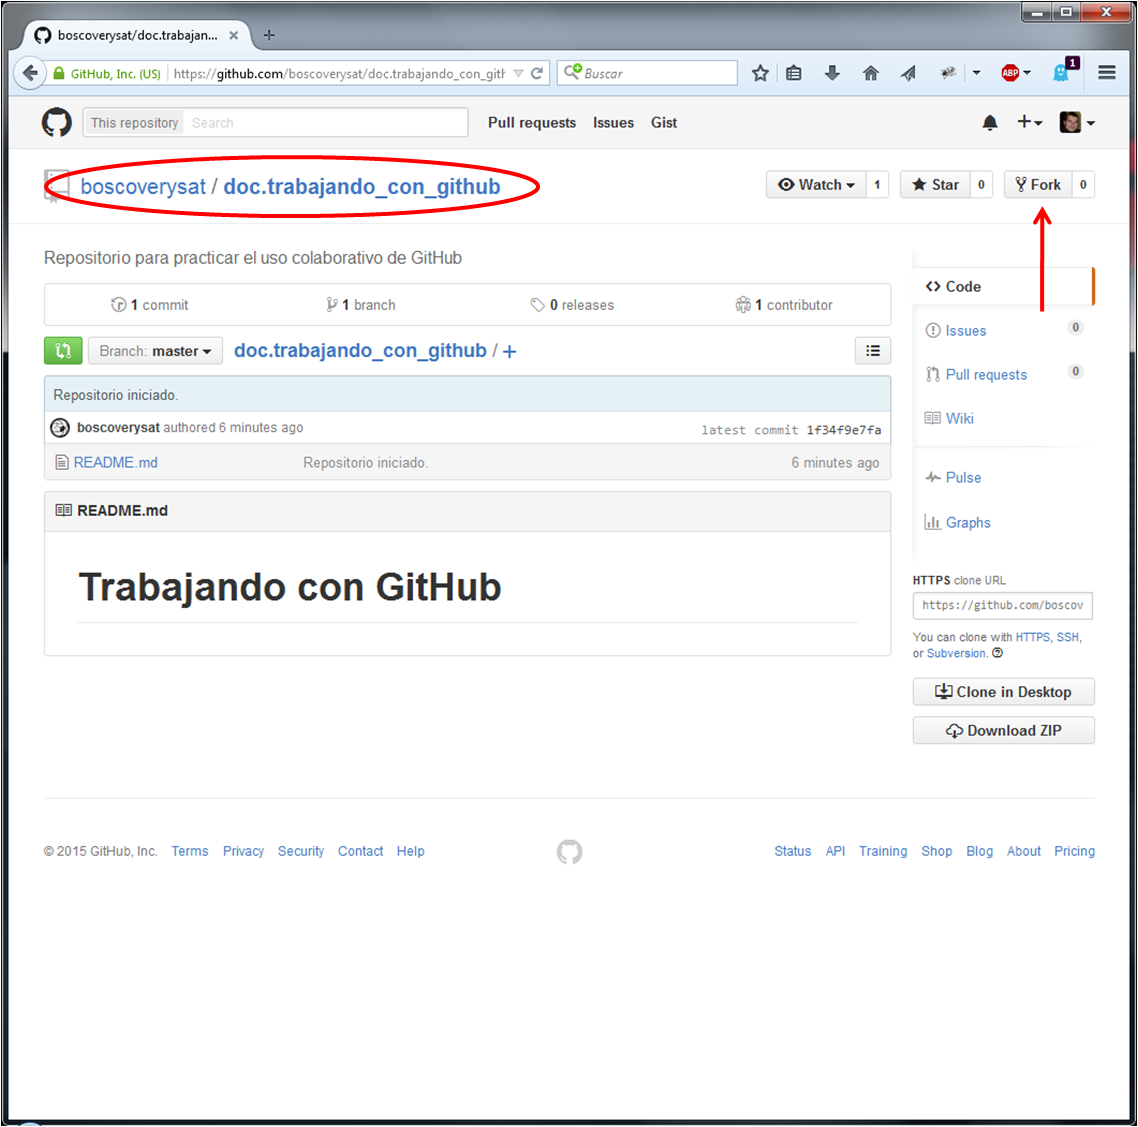 boscoverysat/doc.trabajan...
GitHub, Inc. (US) https://github.com/boscoverysat/doc.trabajando_con_gith
Buscar
ABP
1
This repository Search Pull requests Issues Gist
boscoverysat / doc.trabajando_con_github
Watch 1 Star 0 Fork 0
Repositorio para practicar el uso colaborativo de GitHub
1 commit 1 branch 0 releases 1 contributor
Branch: master doc.trabajando_con_github / +
Repositorio iniciado.
boscoverysat authored 6 minutes ago latest commit 1f34f9e7fa
README.md Repositorio iniciado. 6 minutes ago
README.md
Trabajando con GitHub
Code
Issues 0
Pull requests 0
Wiki
Pulse
Graphs
HTTPS clone URL
https://github.com/boscov
You can clone with HTTPS, SSH,
or Subversion.
Clone in Desktop
Download ZIP
© 2015 GitHub, Inc. Terms Privacy Security Contact Help Status API Training Shop Blog About Pricing